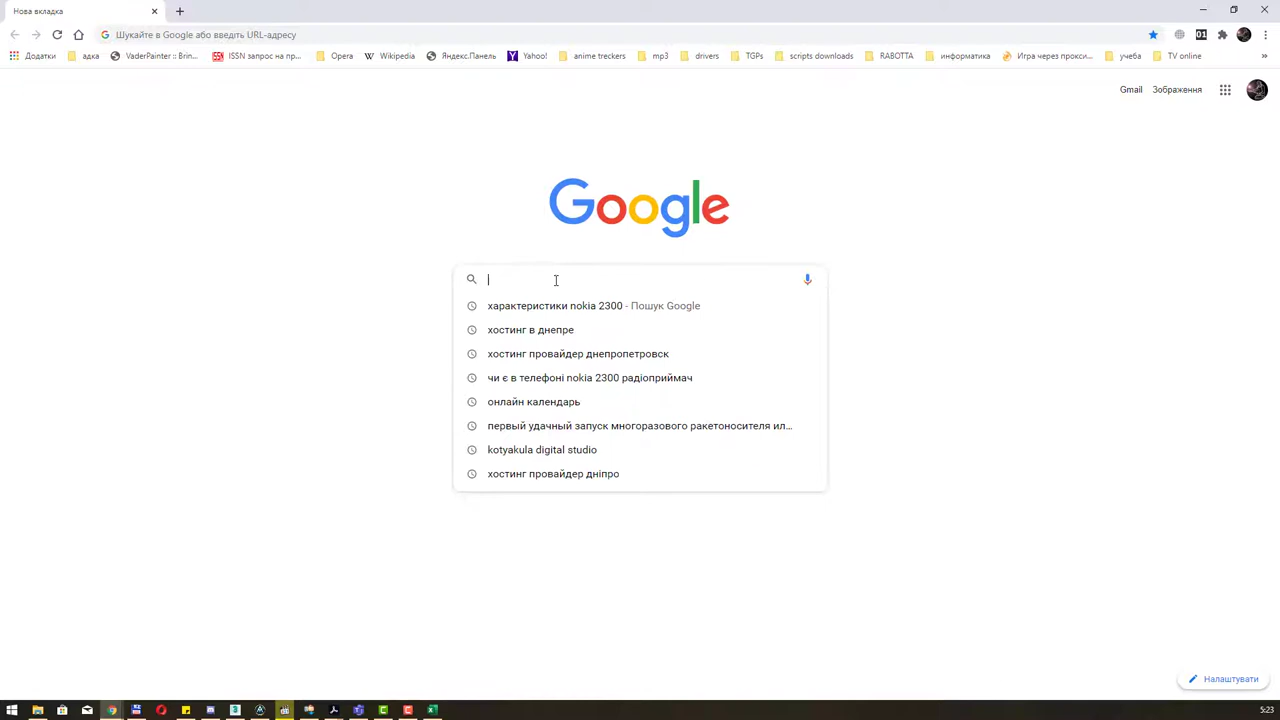 Нова вкладка
Шукайте в Google або введіть URL-адресу
Додатки адка VaderPainter :: Brin... ISSN запрос на пр... Opera Wikipedia Яндекс.Панель Yahoo! anime treckers mp3 drivers TGPs scripts downloads RABOTTA информатика Игра через прокси... учеба TV online »
Gmail Зображення
Google
характеристики nokia 2300 - Пошук Google
хостинг в днепре
хостинг провайдер днепропетровск
чи є в телефоні nokia 2300 радіоприймач
онлайн календарь
первый удачный запуск многоразового ракетоносителя ил...
kotyakula digital studio
хостинг провайдер дніпро
Налаштувати
5:23